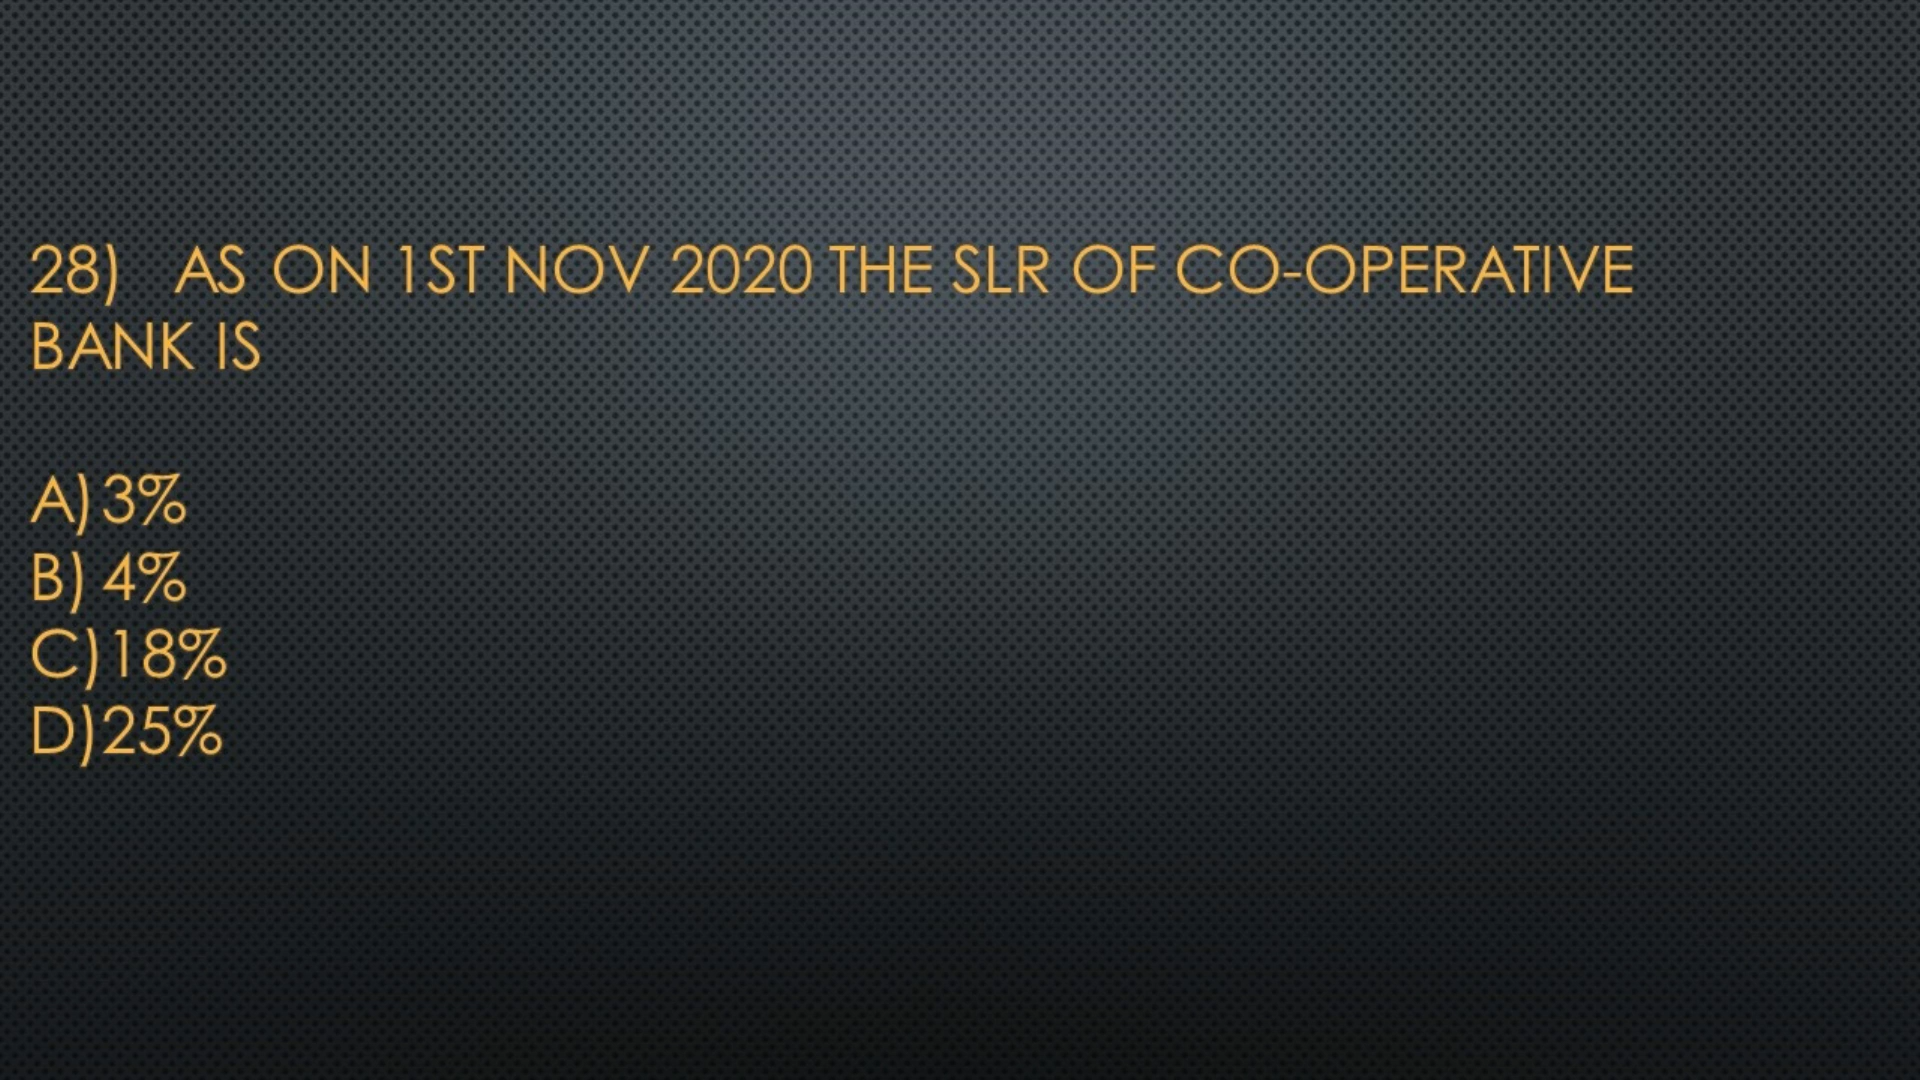 28)   AS ON 1ST NOV 2020 THE SLR OF CO-OPERATIVE
BANK IS
A) 3%
B) 4%
C)18%
D)25%